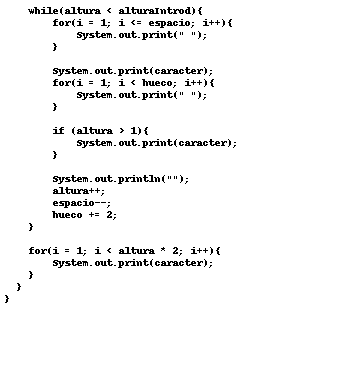 while(altura < alturaIntrod){
for(i = 1; i <= espacio; i++){
System.out.print(" ");
}
System.out.print(caracter);
for(i = 1; i < hueco; i++){
System.out.print(" ");
}
if (altura > 1){
System.out.print(caracter);
}
System.out.println("");
altura++;
espacio--;
hueco += 2;
}
for(i = 1; i < altura * 2; i++){
System.out.print(caracter);
}
}
}